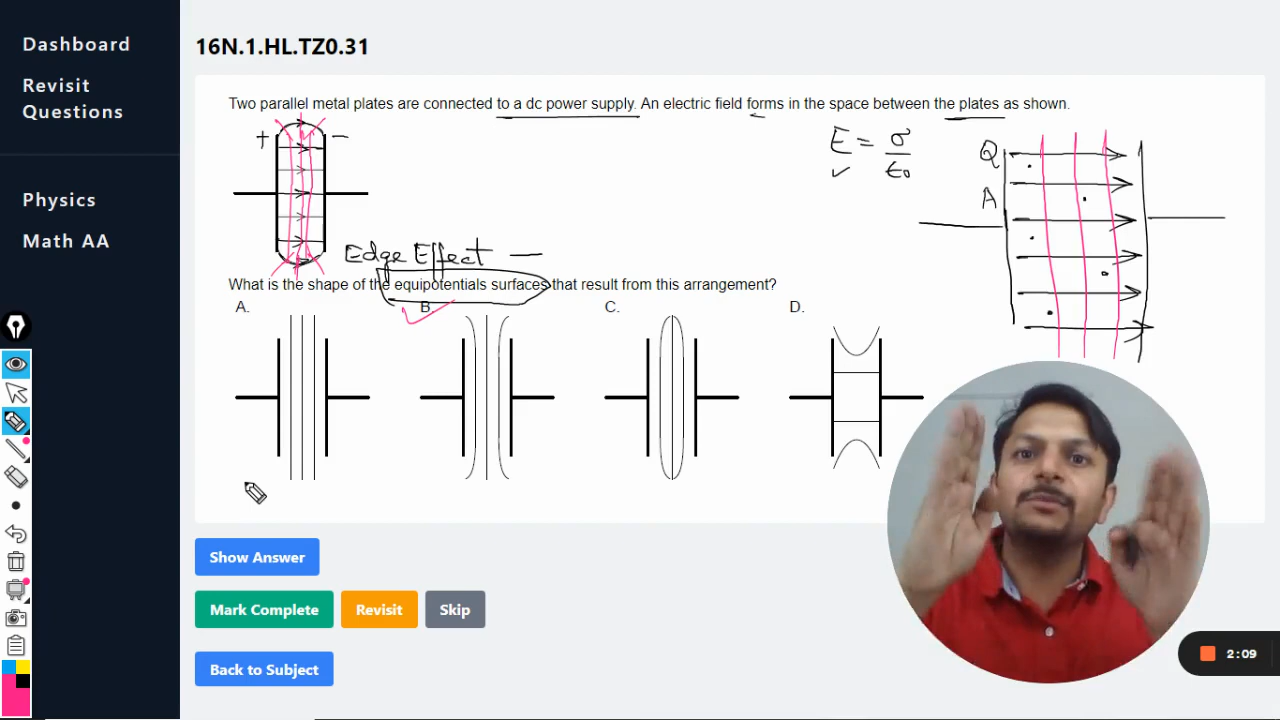 Dashboard
Revisit
Questions
Physics
Math AA
16N.1.HL.TZ0.31
Two parallel metal plates are connected to a dc power supply. An electric field forms in the space between the plates as shown.
+ −
E = σ/ε0
Q
A
Edge Effect —
What is the shape of the equipotentials surfaces that result from this arrangement?
A. B. C. D.
Show Answer
Mark Complete Revisit Skip
Back to Subject
2:09